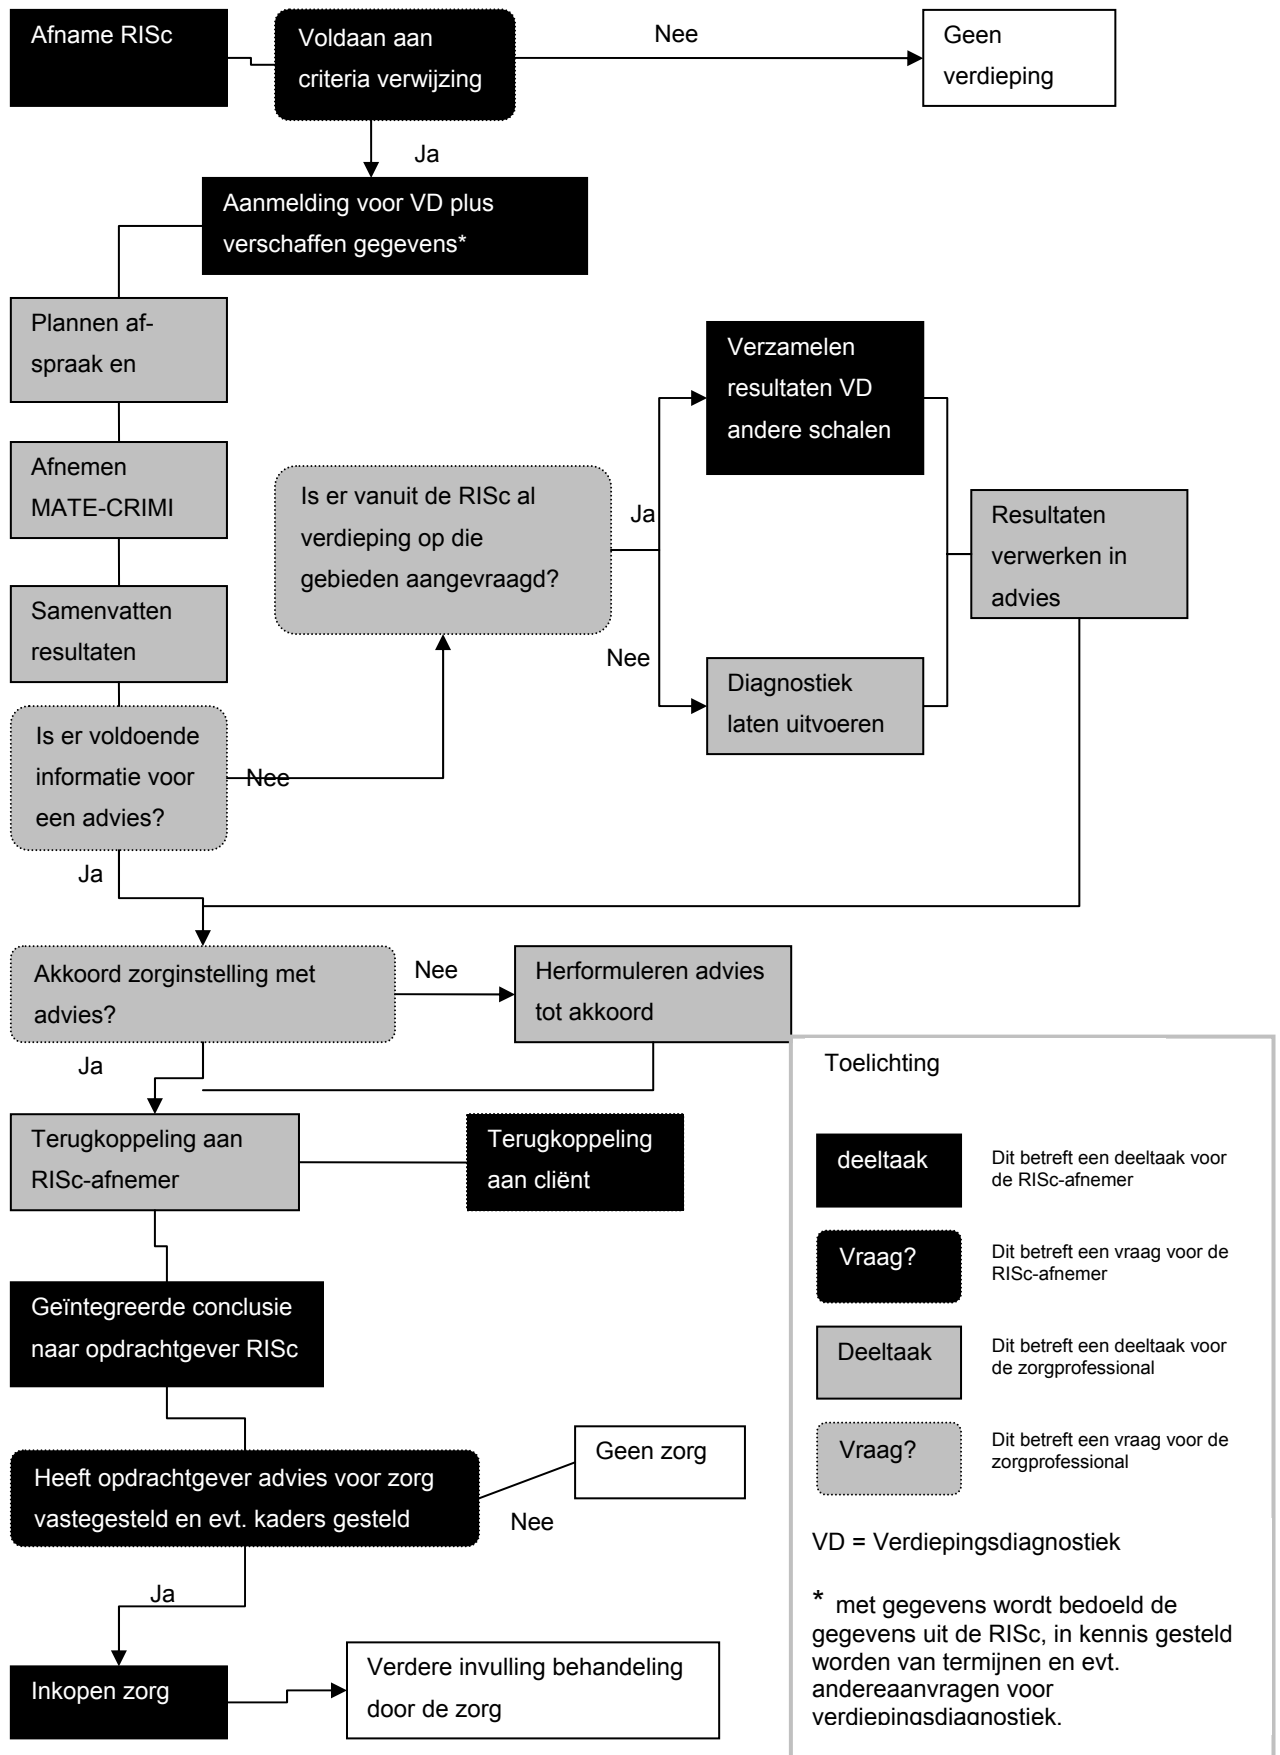 Afname RISc
Voldaan aan
criteria verwijzing
Nee
Geen
verdieping
Ja
Aanmelding voor VD plus
verschaffen gegevens*
Plannen af-
spraak en
Afnemen
MATE-CRIMI
Samenvatten
resultaten
Is er voldoende
informatie voor
een advies?
Nee
Is er vanuit de RISc al
verdieping op die
gebieden aangevraagd?
Ja
Nee
Verzamelen
resultaten VD
andere schalen
Diagnostiek
laten uitvoeren
Resultaten
verwerken in
advies
Ja
Akkoord zorginstelling met
advies?
Nee
Herformuleren advies
tot akkoord
Ja
Terugkoppeling aan
RISc-afnemer
Terugkoppeling
aan cliënt
Geïntegreerde conclusie
naar opdrachtgever RISc
Heeft opdrachtgever advies voor zorg
vastegesteld en evt. kaders gesteld
Nee
Geen zorg
Ja
Inkopen zorg
Verdere invulling behandeling
door de zorg
Toelichting
deeltaak
Dit betreft een deeltaak voor
de RISc-afnemer
Vraag?
Dit betreft een vraag voor de
RISc-afnemer
Deeltaak
Dit betreft een deeltaak voor
de zorgprofessional
Vraag?
Dit betreft een vraag voor de
zorgprofessional
VD = Verdiepingsdiagnostiek
* met gegevens wordt bedoeld de
gegevens uit de RISc, in kennis gesteld
worden van termijnen en evt.
andereaanvragen voor
verdiepingsdiagnostiek.